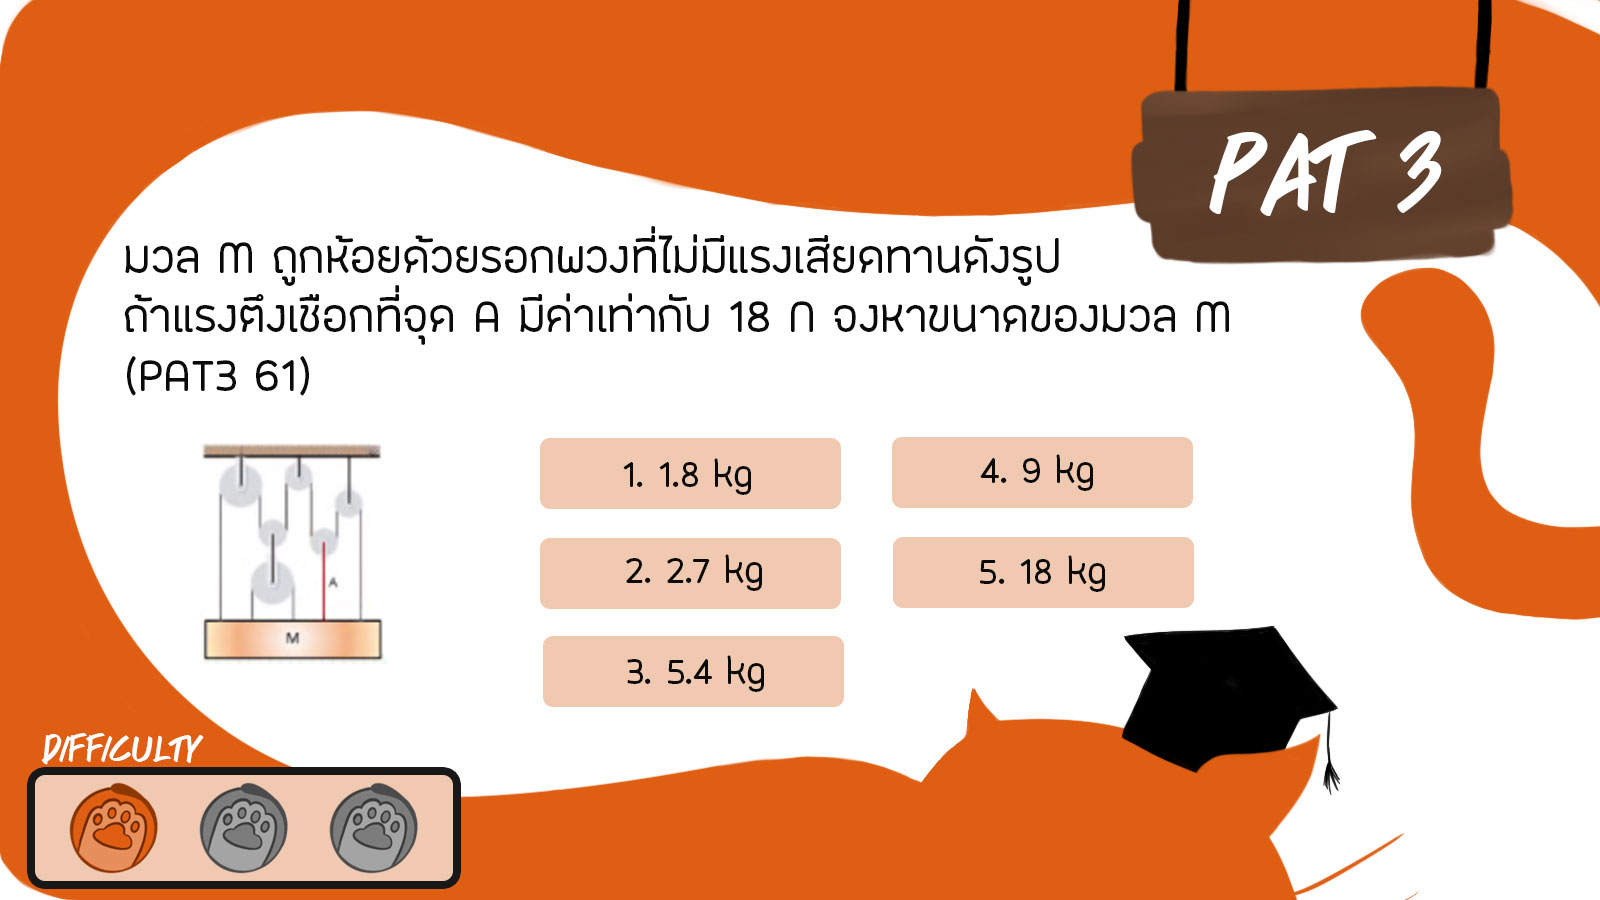 PAT 3
มวล M ถูกห้อยด้วยรอกพวงที่ไม่มีแรงเสียดทานดังรูป
ถ้าแรงตึงเชือกที่จุด A มีค่าเท่ากับ 18 N จงหาขนาดของมวล M
(PAT3 61)
A
M
1. 1.8 kg
2. 2.7 kg
3. 5.4 kg
4. 9 kg
5. 18 kg
DIFFICULTY